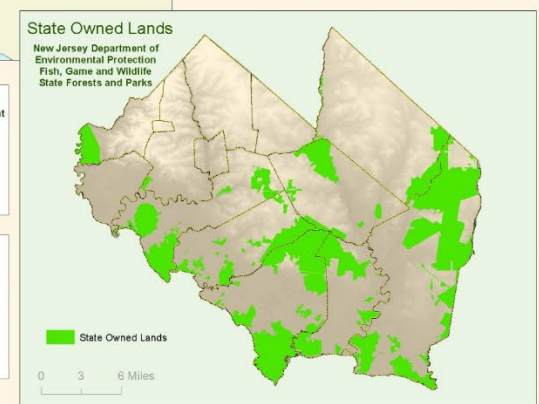 State Owned Lands
New Jersey Department of
Environmental Protection
Fish, Game and Wildlife
State Forests and Parks
State Owned Lands
0 3 6 Miles